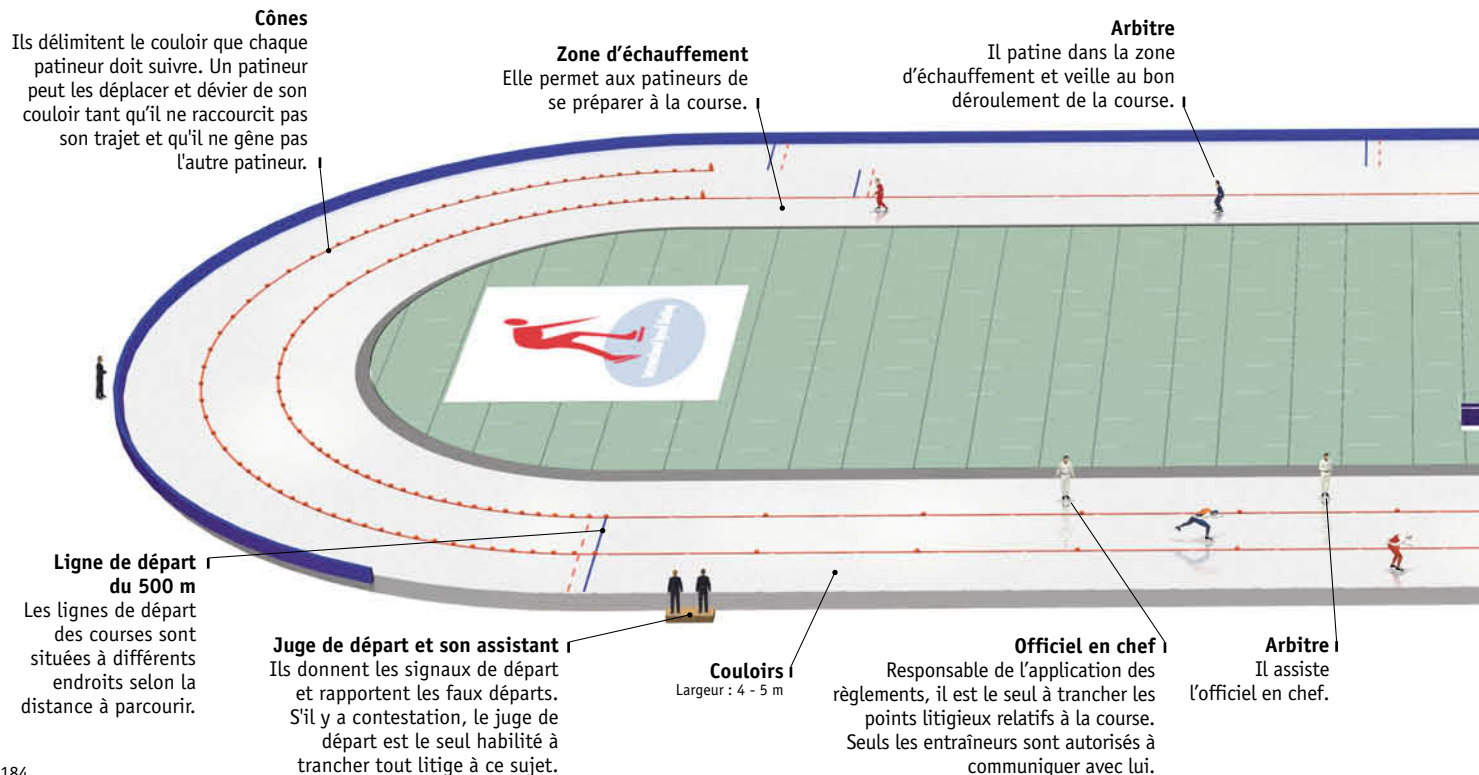 Cônes
Ils délimitent le couloir que chaque
patineur doit suivre. Un patineur
peut les déplacer et dévier de son
couloir tant qu'il ne raccourcit pas
son trajet et qu'il ne gêne pas
l'autre patineur.
Zone d'échauffement
Elle permet aux patineurs de
se préparer à la course.
Arbitre
Il patine dans la zone
d'échauffement et veille au bon
déroulement de la course.
Ligne de départ
du 500 m
Les lignes de départ
des courses sont
situées à différents
endroits selon la
distance à parcourir.
Juge de départ et son assistant
Ils donnent les signaux de départ
et rapportent les faux départs.
S'il y a contestation, le juge de
départ est le seul habilité à
trancher tout litige à ce sujet.
Couloirs
Largeur : 4 - 5 m
Officiel en chef
Responsable de l'application des
règlements, il est le seul à trancher les
points litigieux relatifs à la course.
Seuls les entraîneurs sont autorisés à
communiquer avec lui.
Arbitre
Il assiste
l'officiel en chef.
184